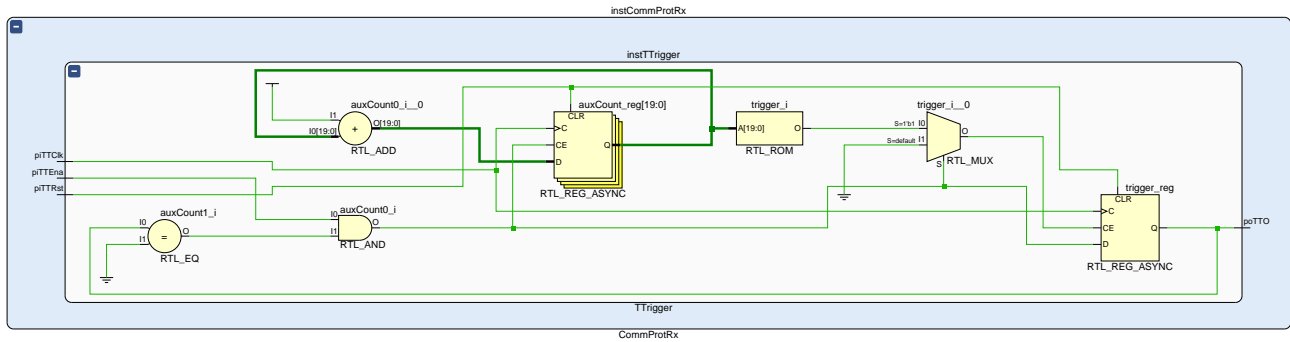 instCommProtRx
instTTrigger
auxCount0_i__0
I1
I0[19:0]
+
O[19:0]
RTL_ADD
auxCount_reg[19:0]
CLR
C
CE
D
Q
RTL_REG_ASYNC
trigger_i
A[19:0]
O
RTL_ROM
trigger_i__0
S=1'b1
I0
S=default
I1
O
S
RTL_MUX
piTTClk
piTTEna
piTTRst
auxCount1_i
I0
I1
=
O
RTL_EQ
auxCount0_i
I0
I1
O
RTL_AND
trigger_reg
CLR
C
CE
D
Q
RTL_REG_ASYNC
poTTO
TTrigger
CommProtRx